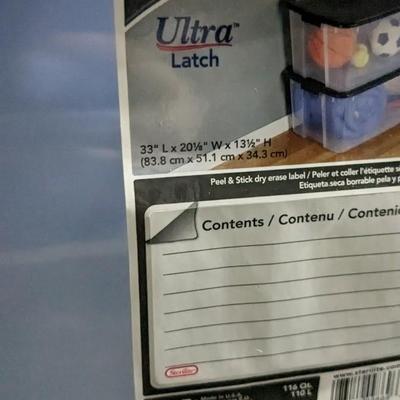 Ultra™
Latch
33" L x 20⅛" W x 13½" H
(83.8 cm x 51.1 cm x 34.3 cm)
Peel & Stick dry erase label / Peler et coller l'étiquette
Etiqueta.seca borrable pela y
Contents / Contenu /
Sterilite
Made in U.S.A.
116 Qt.
110 L
www.sterilite.com